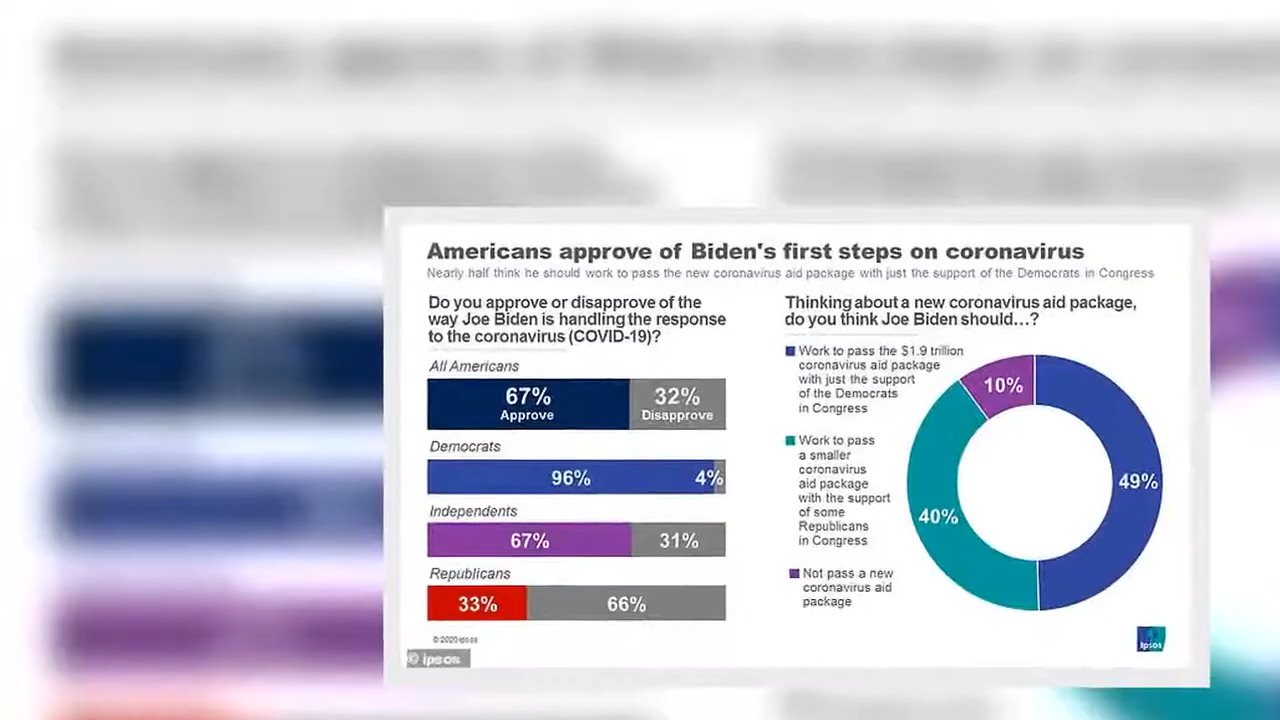 Americans approve of Biden's first steps on coronavirus
Nearly half think he should work to pass the new coronavirus aid package with just the support of the Democrats in Congress
Do you approve or disapprove of the
way Joe Biden is handling the response
to the coronavirus (COVID-19)?
All Americans
67%
Approve
32%
Disapprove
Democrats
96%
4%
Independents
67%
31%
Republicans
33%
66%
© 2020 Ipsos
© ipsos
Thinking about a new coronavirus aid package,
do you think Joe Biden should...?
Work to pass the $1.9 trillion
coronavirus aid package
with just the support
of the Democrats
in Congress
Work to pass
a smaller
coronavirus
aid package
with the support
of some
Republicans
in Congress
Not pass a new
coronavirus aid
package
10%
49%
40%
Ipsos